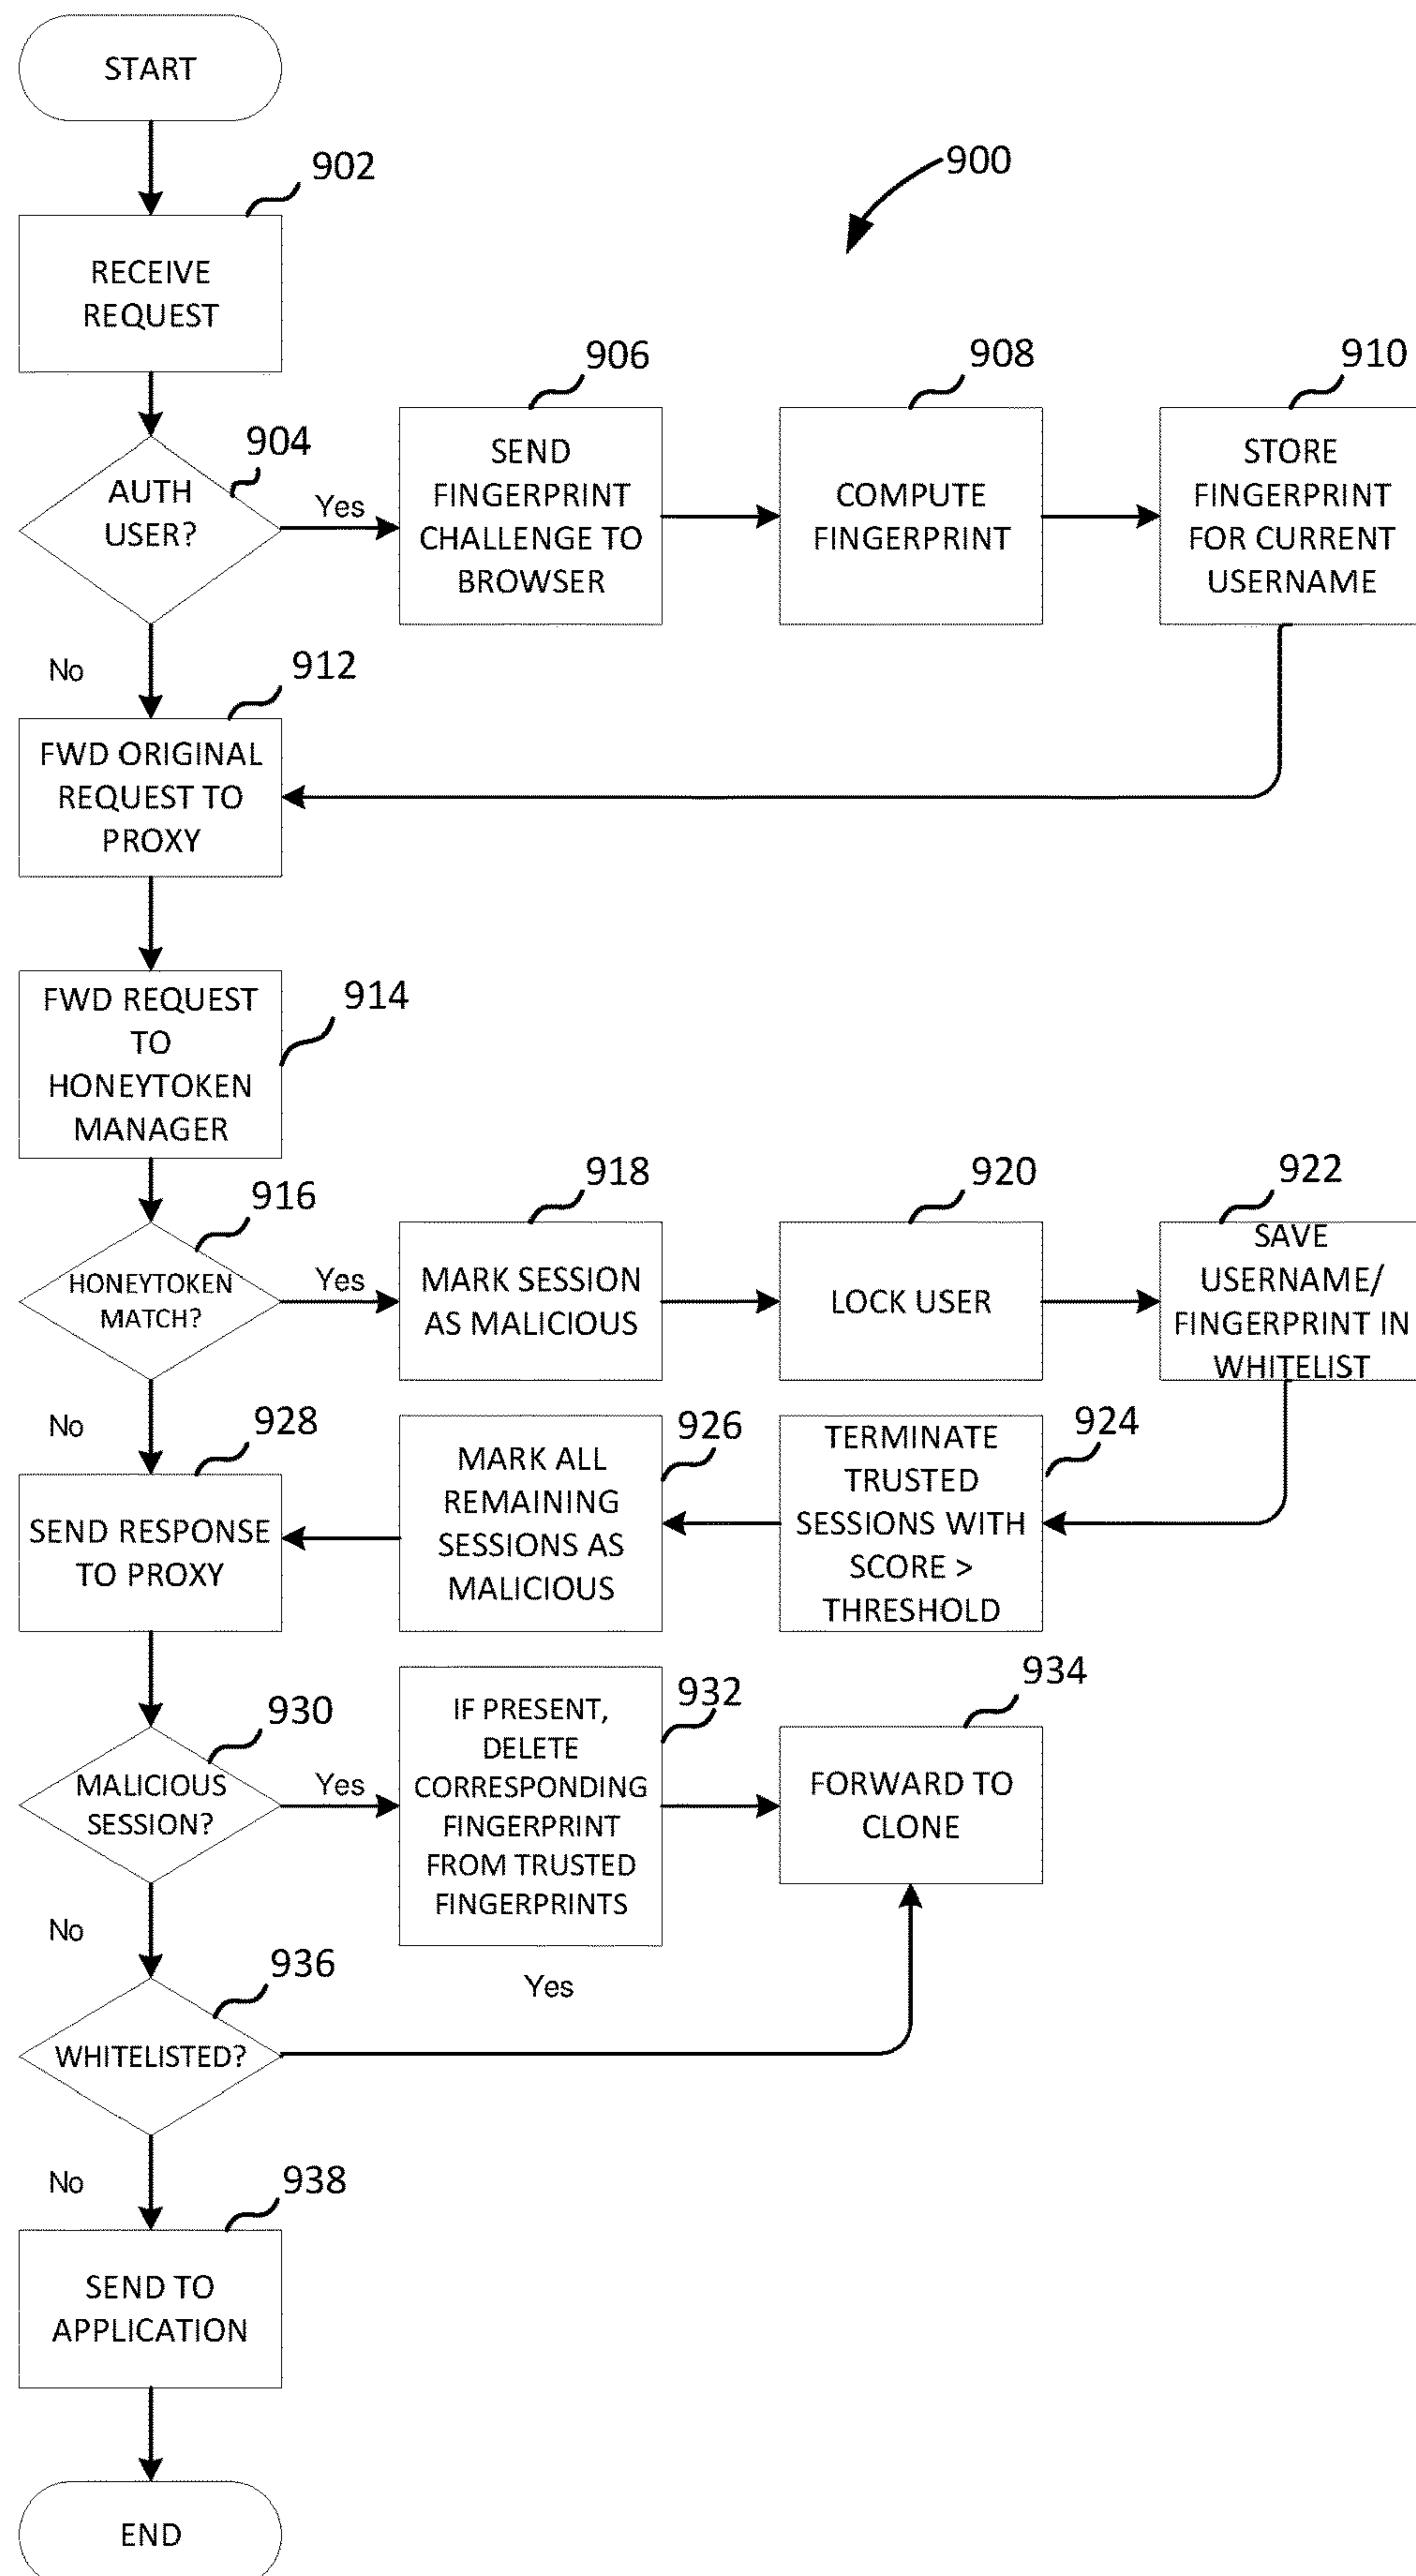 START
902
900
RECEIVE
REQUEST
904
AUTH
USER?
Yes
906
SEND
FINGERPRINT
CHALLENGE TO
BROWSER
908
COMPUTE
FINGERPRINT
910
STORE
FINGERPRINT
FOR CURRENT
USERNAME
No
912
FWD ORIGINAL
REQUEST TO
PROXY
914
FWD REQUEST
TO
HONEYTOKEN
MANAGER
916
HONEYTOKEN
MATCH?
Yes
918
MARK SESSION
AS MALICIOUS
920
LOCK USER
922
SAVE
USERNAME/
FINGERPRINT IN
WHITELIST
924
TERMINATE
TRUSTED
SESSIONS WITH
SCORE >
THRESHOLD
926
MARK ALL
REMAINING
SESSIONS AS
MALICIOUS
No
928
SEND RESPONSE
TO PROXY
930
MALICIOUS
SESSION?
Yes
932
IF PRESENT,
DELETE
CORRESPONDING
FINGERPRINT
FROM TRUSTED
FINGERPRINTS
934
FORWARD TO
CLONE
No
936
WHITELISTED?
Yes
No
938
SEND TO
APPLICATION
END